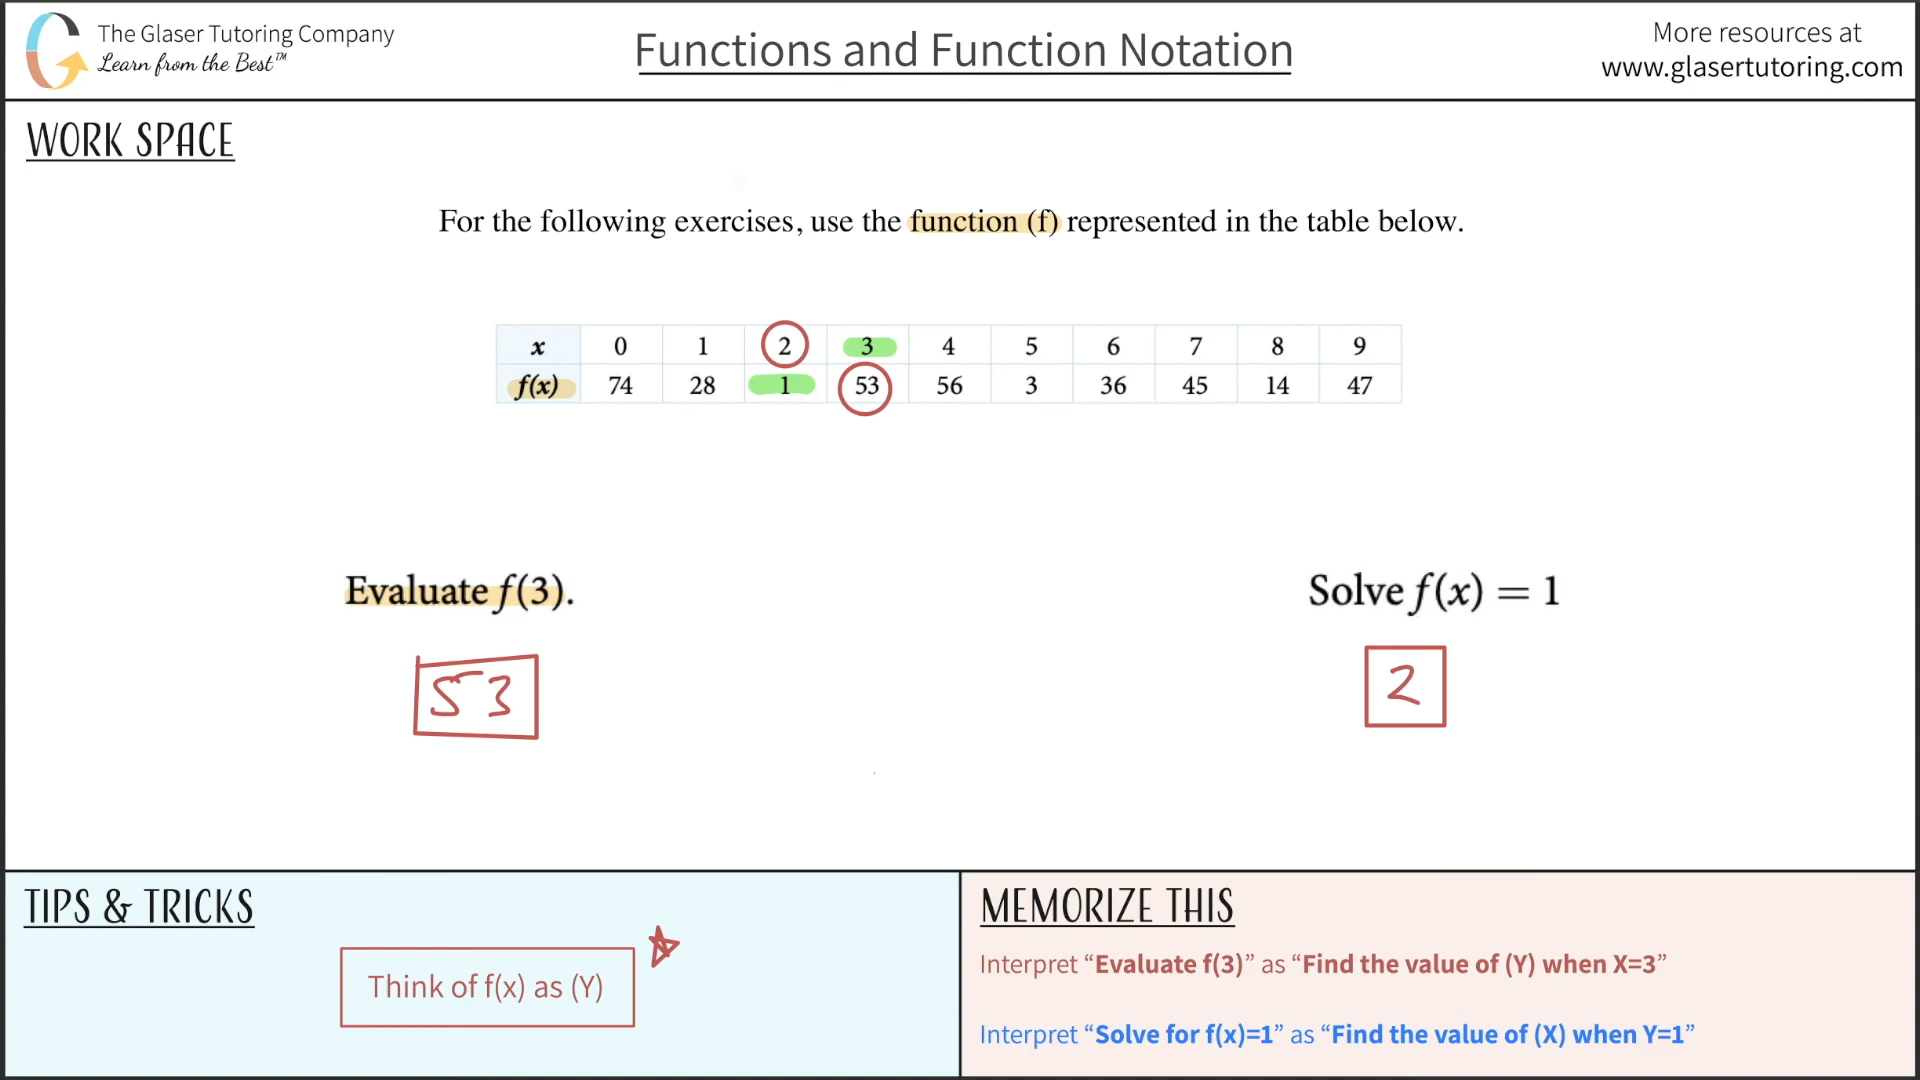 The Glaser Tutoring Company
Learn from the Best™
Functions and Function Notation
More resources at
www.glasertutoring.com
WORK SPACE
For the following exercises, use the function (f) represented in the table below.
x 0 1 2 3 4 5 6 7 8 9
f(x) 74 28 1 53 56 3 36 45 14 47
Evaluate f(3).
Solve f(x) = 1
53
2
TIPS & TRICKS
Think of f(x) as (Y)
MEMORIZE THIS
Interpret “Evaluate f(3)” as “Find the value of (Y) when X=3”
Interpret “Solve for f(x)=1” as “Find the value of (X) when Y=1”